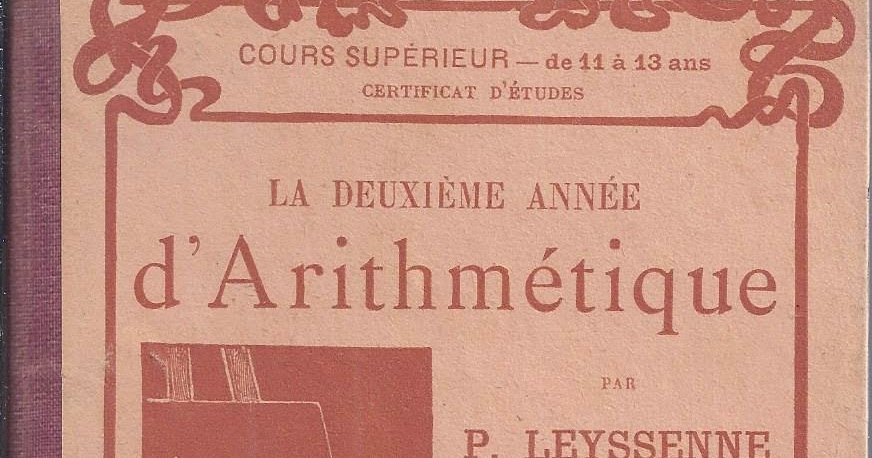 COURS SUPÉRIEUR — de 11 à 13 ans
CERTIFICAT D'ÉTUDES
LA DEUXIÈME ANNÉE
d'Arithmétique
PAR
P. LEYSSENNE